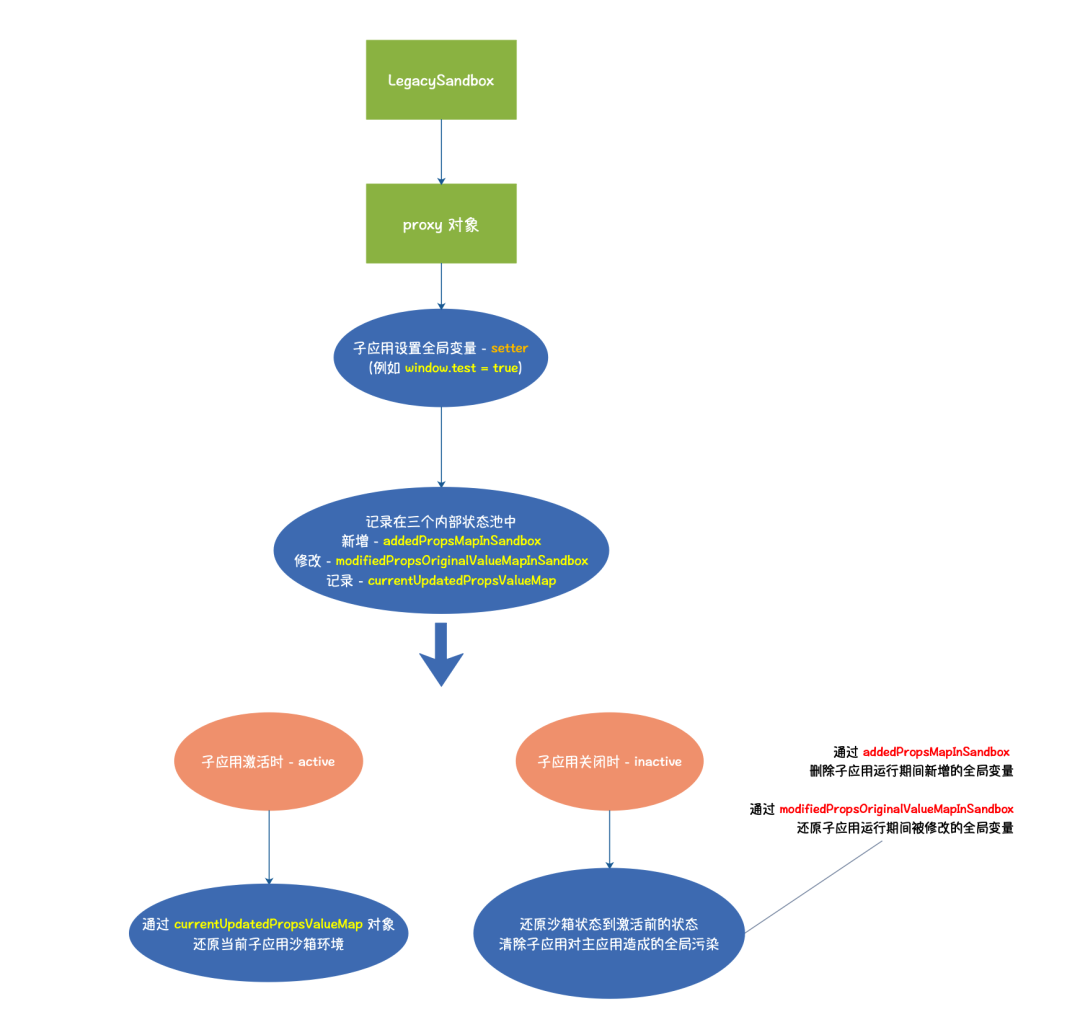 LegacySandbox
proxy 对象
子应用设置全局变量 - setter
(例如 window.test = true)
记录在三个内部状态池中
新增 - addedPropsMapInSandbox
修改 - modifiedPropsOriginalValueMapInSandbox
记录 - currentUpdatedPropsValueMap
子应用激活时 - active
子应用关闭时 - inactive
通过 addedPropsMapInSandbox
删除子应用运行期间新增的全局变量
通过 modifiedPropsOriginalValueMapInSandbox
还原子应用运行期间被修改的全局变量
通过 currentUpdatedPropsValueMap 对象
还原当前子应用沙箱环境
还原沙箱状态到激活前的状态
清除子应用对主应用造成的全局污染